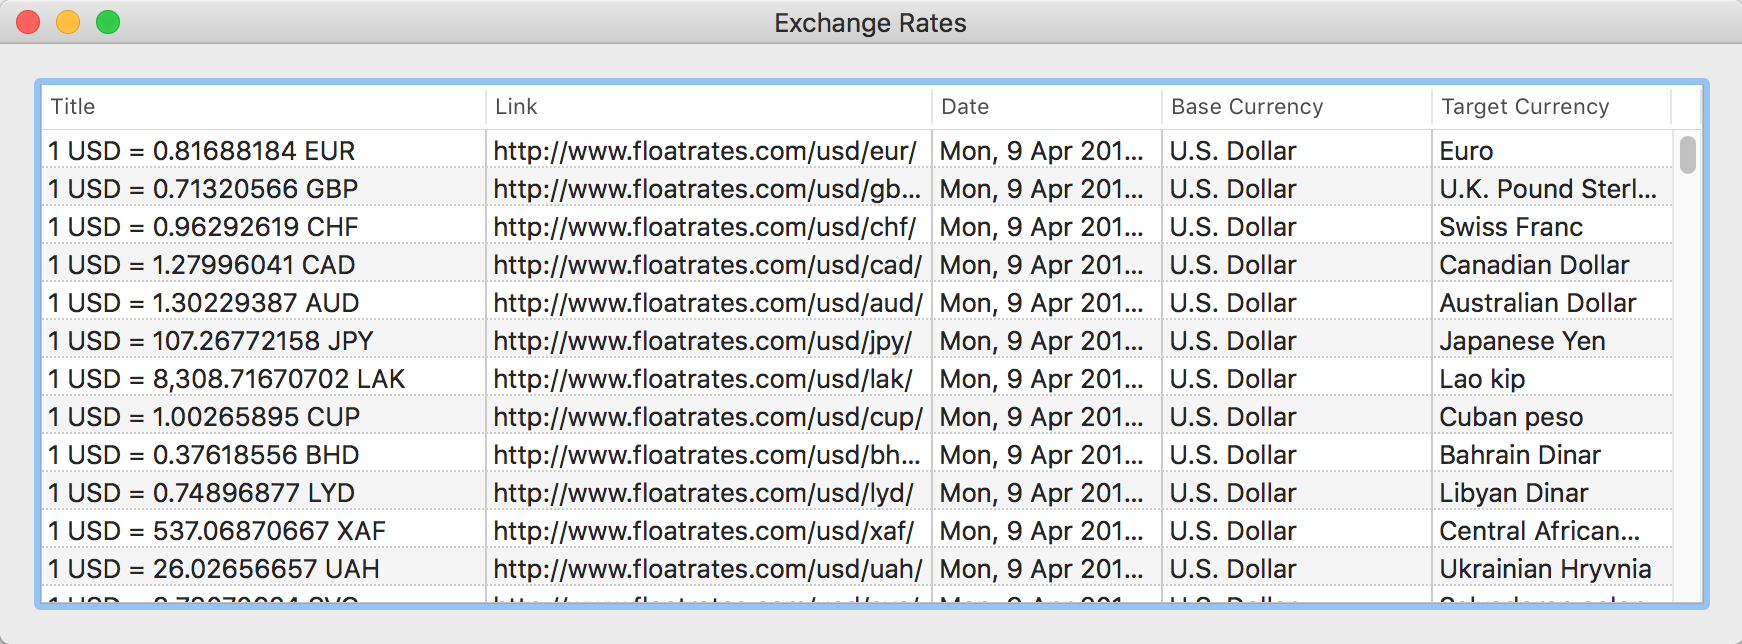 Exchange Rates
Title Link Date Base Currency Target Currency
1 USD = 0.81688184 EUR http://www.floatrates.com/usd/eur/ Mon, 9 Apr 201... U.S. Dollar Euro
1 USD = 0.71320566 GBP http://www.floatrates.com/usd/gb... Mon, 9 Apr 201... U.S. Dollar U.K. Pound Sterl...
1 USD = 0.96292619 CHF http://www.floatrates.com/usd/chf/ Mon, 9 Apr 201... U.S. Dollar Swiss Franc
1 USD = 1.27996041 CAD http://www.floatrates.com/usd/cad/ Mon, 9 Apr 201... U.S. Dollar Canadian Dollar
1 USD = 1.30229387 AUD http://www.floatrates.com/usd/aud/ Mon, 9 Apr 201... U.S. Dollar Australian Dollar
1 USD = 107.26772158 JPY http://www.floatrates.com/usd/jpy/ Mon, 9 Apr 201... U.S. Dollar Japanese Yen
1 USD = 8,308.71670702 LAK http://www.floatrates.com/usd/lak/ Mon, 9 Apr 201... U.S. Dollar Lao kip
1 USD = 1.00265895 CUP http://www.floatrates.com/usd/cup/ Mon, 9 Apr 201... U.S. Dollar Cuban peso
1 USD = 0.37618556 BHD http://www.floatrates.com/usd/bh... Mon, 9 Apr 201... U.S. Dollar Bahrain Dinar
1 USD = 0.74896877 LYD http://www.floatrates.com/usd/lyd/ Mon, 9 Apr 201... U.S. Dollar Libyan Dinar
1 USD = 537.06870667 XAF http://www.floatrates.com/usd/xaf/ Mon, 9 Apr 201... U.S. Dollar Central African...
1 USD = 26.02656657 UAH http://www.floatrates.com/usd/uah/ Mon, 9 Apr 201... U.S. Dollar Ukrainian Hryvnia